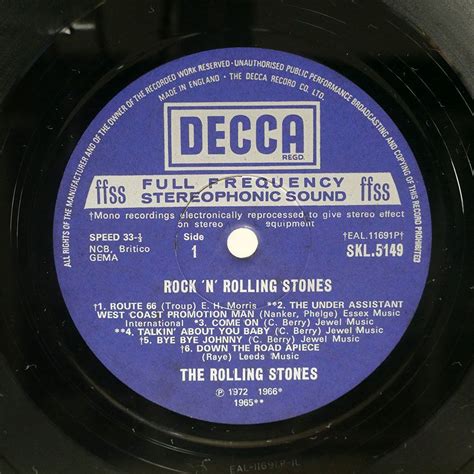 ALL RIGHTS OF THE MANUFACTURER AND OF THE OWNER OF THE RECORDED WORK RESERVED - UNAUTHORISED PUBLIC PERFORMANCE BROADCASTING AND COPYING OF THIS RECORD PROHIBITED
MADE IN ENGLAND · THE DECCA RECORD CO. LTD.
DECCA
REGD.
ffss FULL FREQUENCY STEREOPHONIC SOUND ffss
†Mono recordings electronically reprocessed to give stereo effect
on stereo equipment
SPEED 33-⅓
NCB, Britico
GEMA
Side
1
†EAL.11691P†
SKL.5149
ROCK 'N' ROLLING STONES
†1. ROUTE 66 (Troup) E. H. Morris **2. THE UNDER ASSISTANT
WEST COAST PROMOTION MAN (Nanker, Phelge) Essex Music
International *3. COME ON (C. Berry) Jewel Music
**4. TALKIN' ABOUT YOU BABY (C. Berry) Jewel Music
†5. BYE BYE JOHNNY (C. Berry) Jewel Music
†6. DOWN THE ROAD APIECE
(Raye) Leeds Music
THE ROLLING STONES
℗ 1972 1966*
1965**